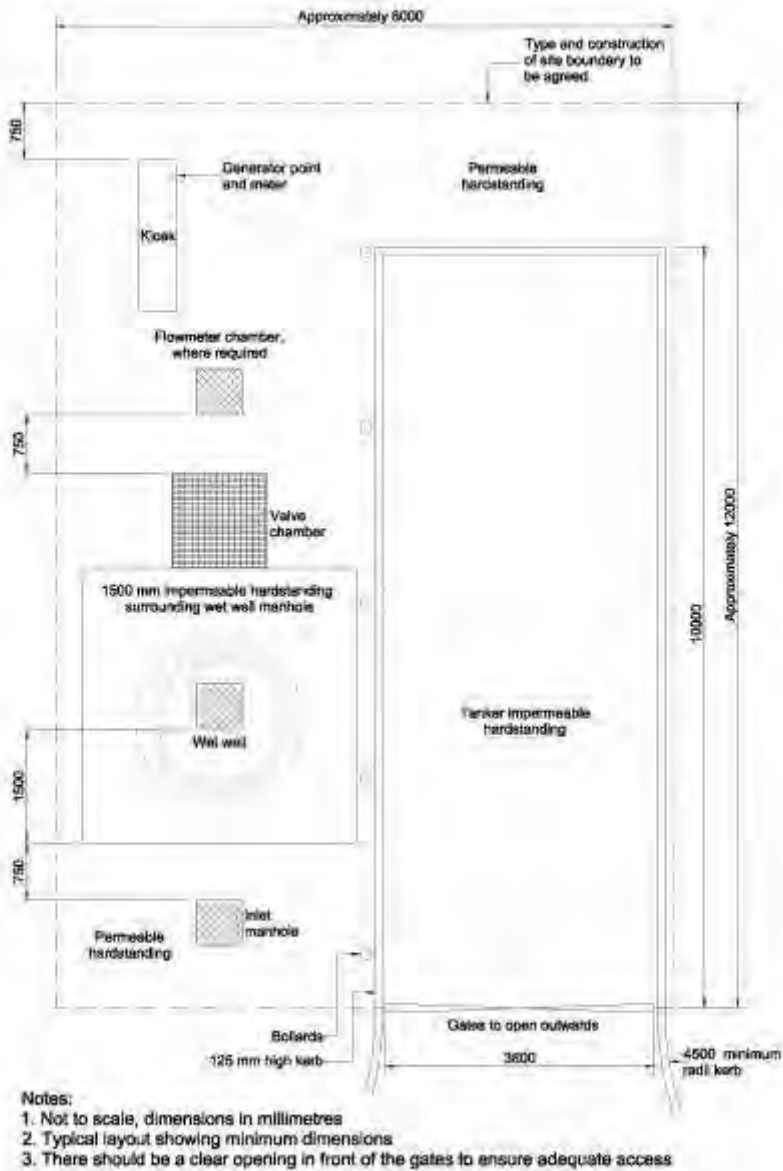 Approximately 8000
Type and construction
of site boundery to
be agreed
750
Generator point
and meter
Permeable
hardstanding
Kiosk
Flowmeter chamber,
where required
750
Valve
chamber
1500 mm impermeable hardstanding
surrounding wet well manhole
Approximately 12000
10000
Tanker impermeable
hardstanding
Wet well
1500
750
Inlet
manhole
Permeable
hardstanding
Bollards
Gates to open outwards
125 mm high kerb
3800
4500 minimum
radii kerb
Notes:
1. Not to scale, dimensions in millimetres
2. Typical layout showing minimum dimensions
3. There should be a clear opening in front of the gates to ensure adequate access